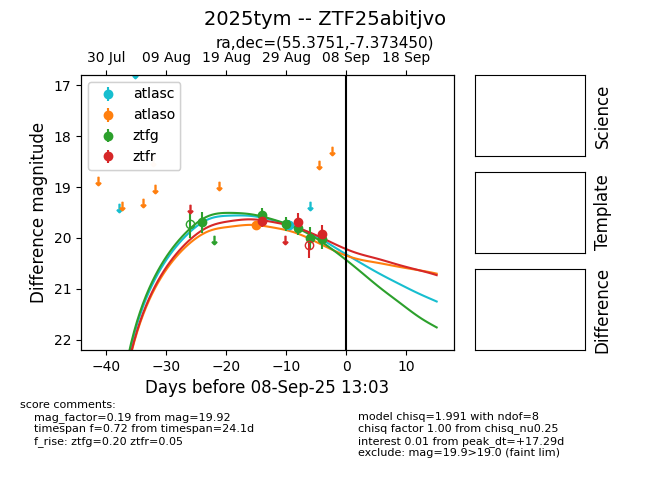 2025tym -- ZTF25abitjvo
ra,dec=(55.3751,-7.373450)
30 Jul 09 Aug 19 Aug 29 Aug 08 Sep 18 Sep
17
18
19
20
21
22
Difference magnitude
atlasc
atlaso
ztfg
ztfr
−40 −30 −20 −10 0 10
Days before 08-Sep-25 13:03
Science
Template
Difference
score comments:
mag_factor=0.19 from mag=19.92
timespan f=0.72 from timespan=24.1d
f_rise: ztfg=0.20 ztfr=0.05
model chisq=1.991 with ndof=8
chisq factor 1.00 from chisq_nu0.25
interest 0.01 from peak_dt=+17.29d
exclude: mag=19.9>19.0 (faint lim)